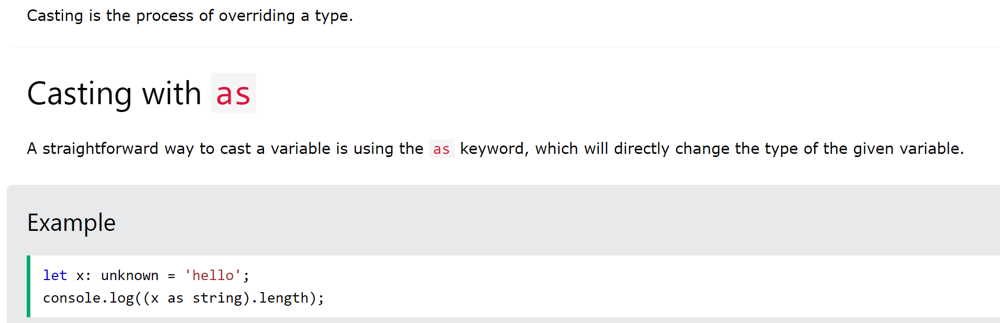 Casting is the process of overriding a type.
Casting with as
A straightforward way to cast a variable is using the as keyword, which will directly change the type of the given variable.
Example
let x: unknown = 'hello';
console.log((x as string).length);